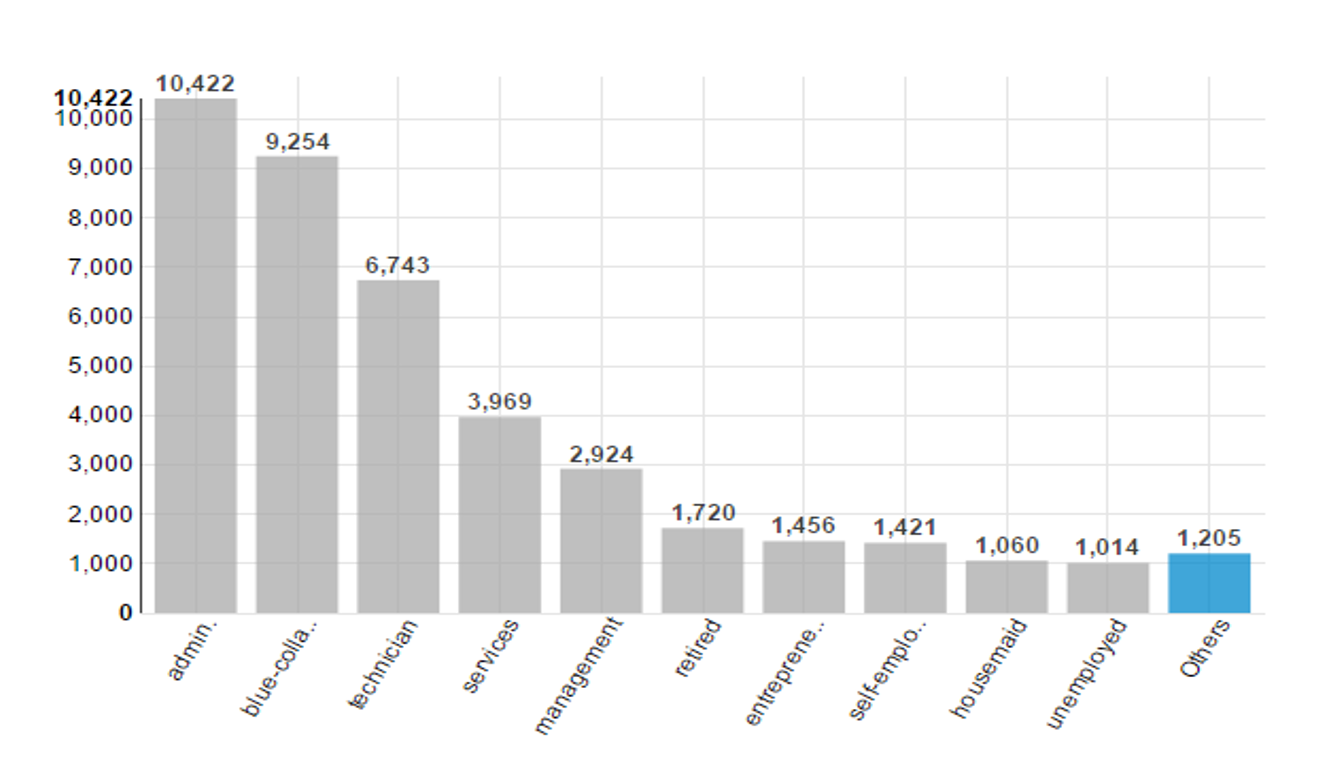 10,422
10,422
10,000
9,254
9,000
8,000
7,000
6,743
6,000
5,000
4,000
3,969
3,000
2,924
2,000
1,720
1,456
1,421
1,060
1,014
1,205
1,000
0
admin.
blue-colla..
technician
services
management
retired
entreprene..
self-emplo..
housemaid
unemployed
Others